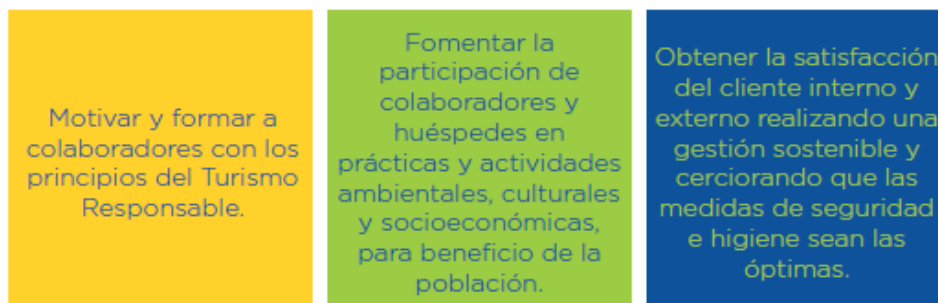 Motivar y formar a
colaboradores con los
principios del Turismo
Responsable.
Fomentar la
participación de
colaboradores y
huéspedes en
prácticas y actividades
ambientales, culturales
y socioeconómicas,
para beneficio de la
población.
Obtener la satisfacción
del cliente interno y
externo realizando una
gestión sostenible y
cerciorando que las
medidas de seguridad
e higiene sean las
óptimas.